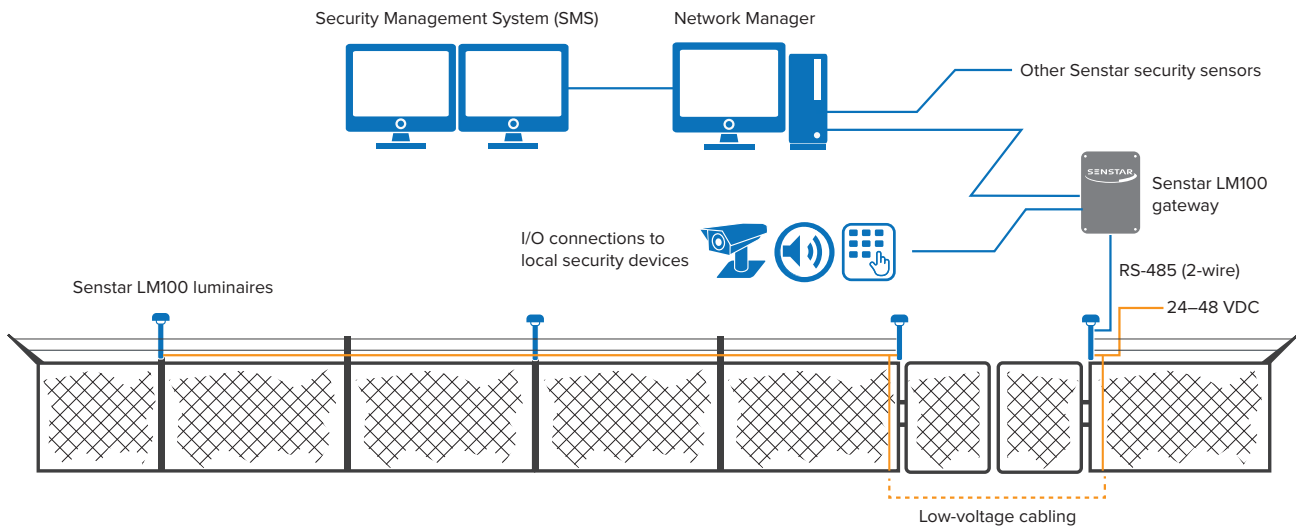 Security Management System (SMS)
Network Manager
Other Senstar security sensors
SENSTAR
Senstar LM100
gateway
I/O connections to
local security devices
RS-485 (2-wire)
Senstar LM100 luminaires
24–48 VDC
Low-voltage cabling